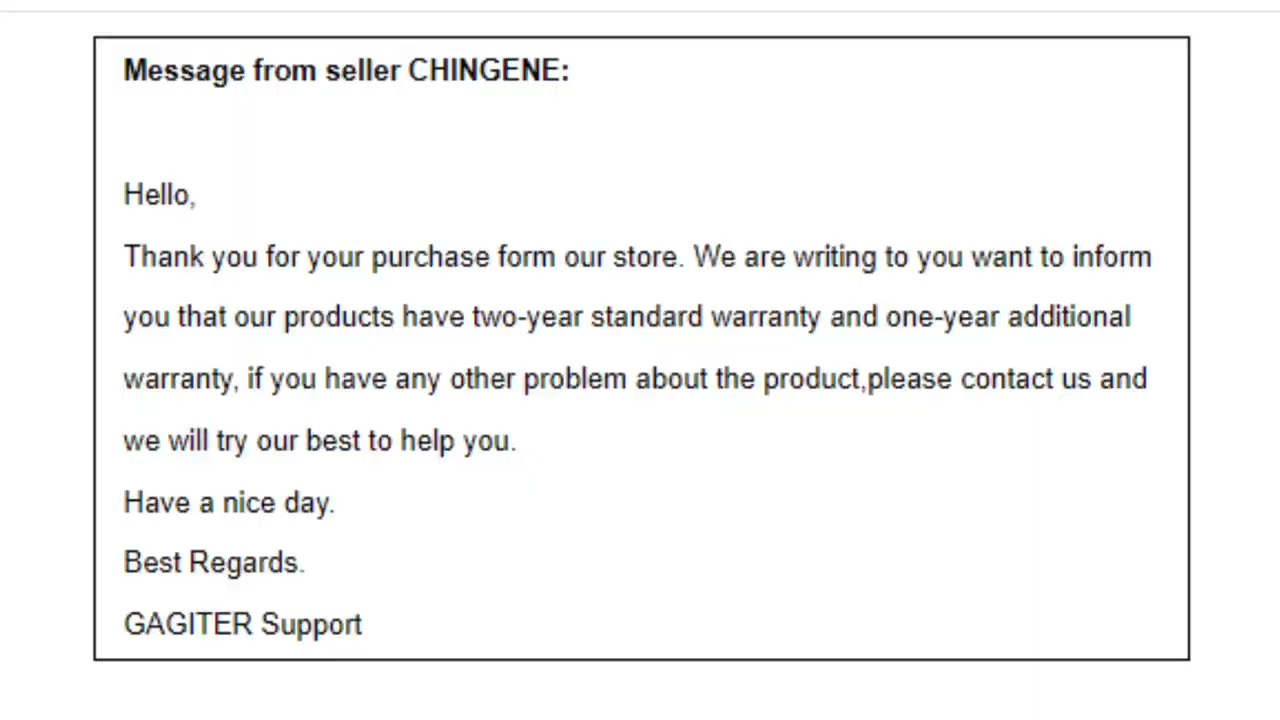 Message from seller CHINGENE:
Hello,
Thank you for your purchase form our store. We are writing to you want to inform
you that our products have two-year standard warranty and one-year additional
warranty, if you have any other problem about the product,please contact us and
we will try our best to help you.
Have a nice day.
Best Regards.
GAGITER Support